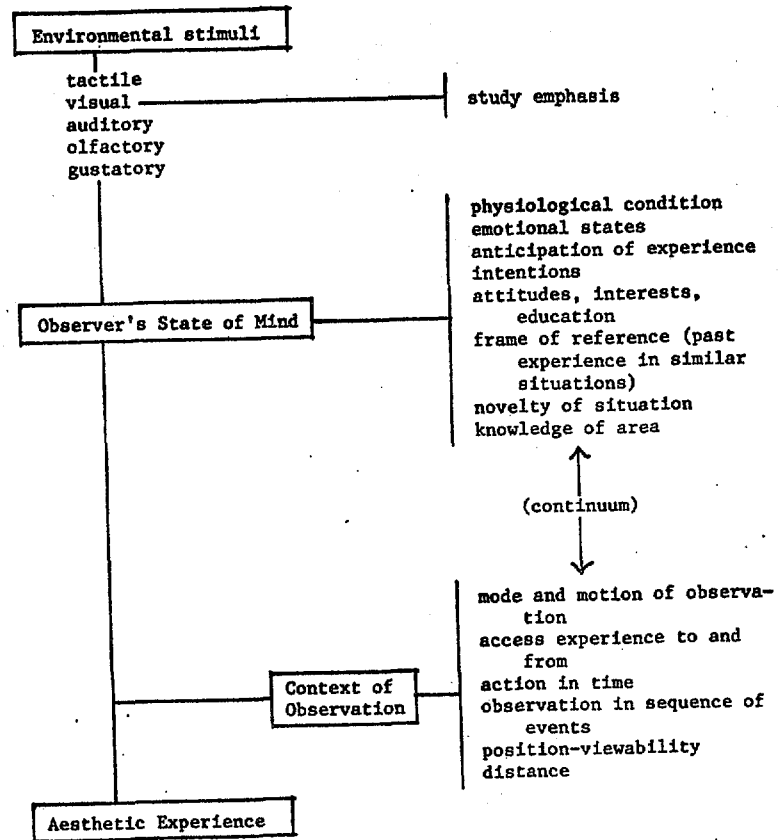 Environmental stimuli
tactile
visual
auditory
olfactory
gustatory
study emphasis
Observer's State of Mind
physiological condition
emotional states
anticipation of experience
intentions
attitudes, interests,
education
frame of reference (past
experience in similar
situations)
novelty of situation
knowledge of area
(continuum)
Context of
Observation
mode and motion of observa-
tion
access experience to and
from
action in time
observation in sequence of
events
position-viewability
distance
Aesthetic Experience